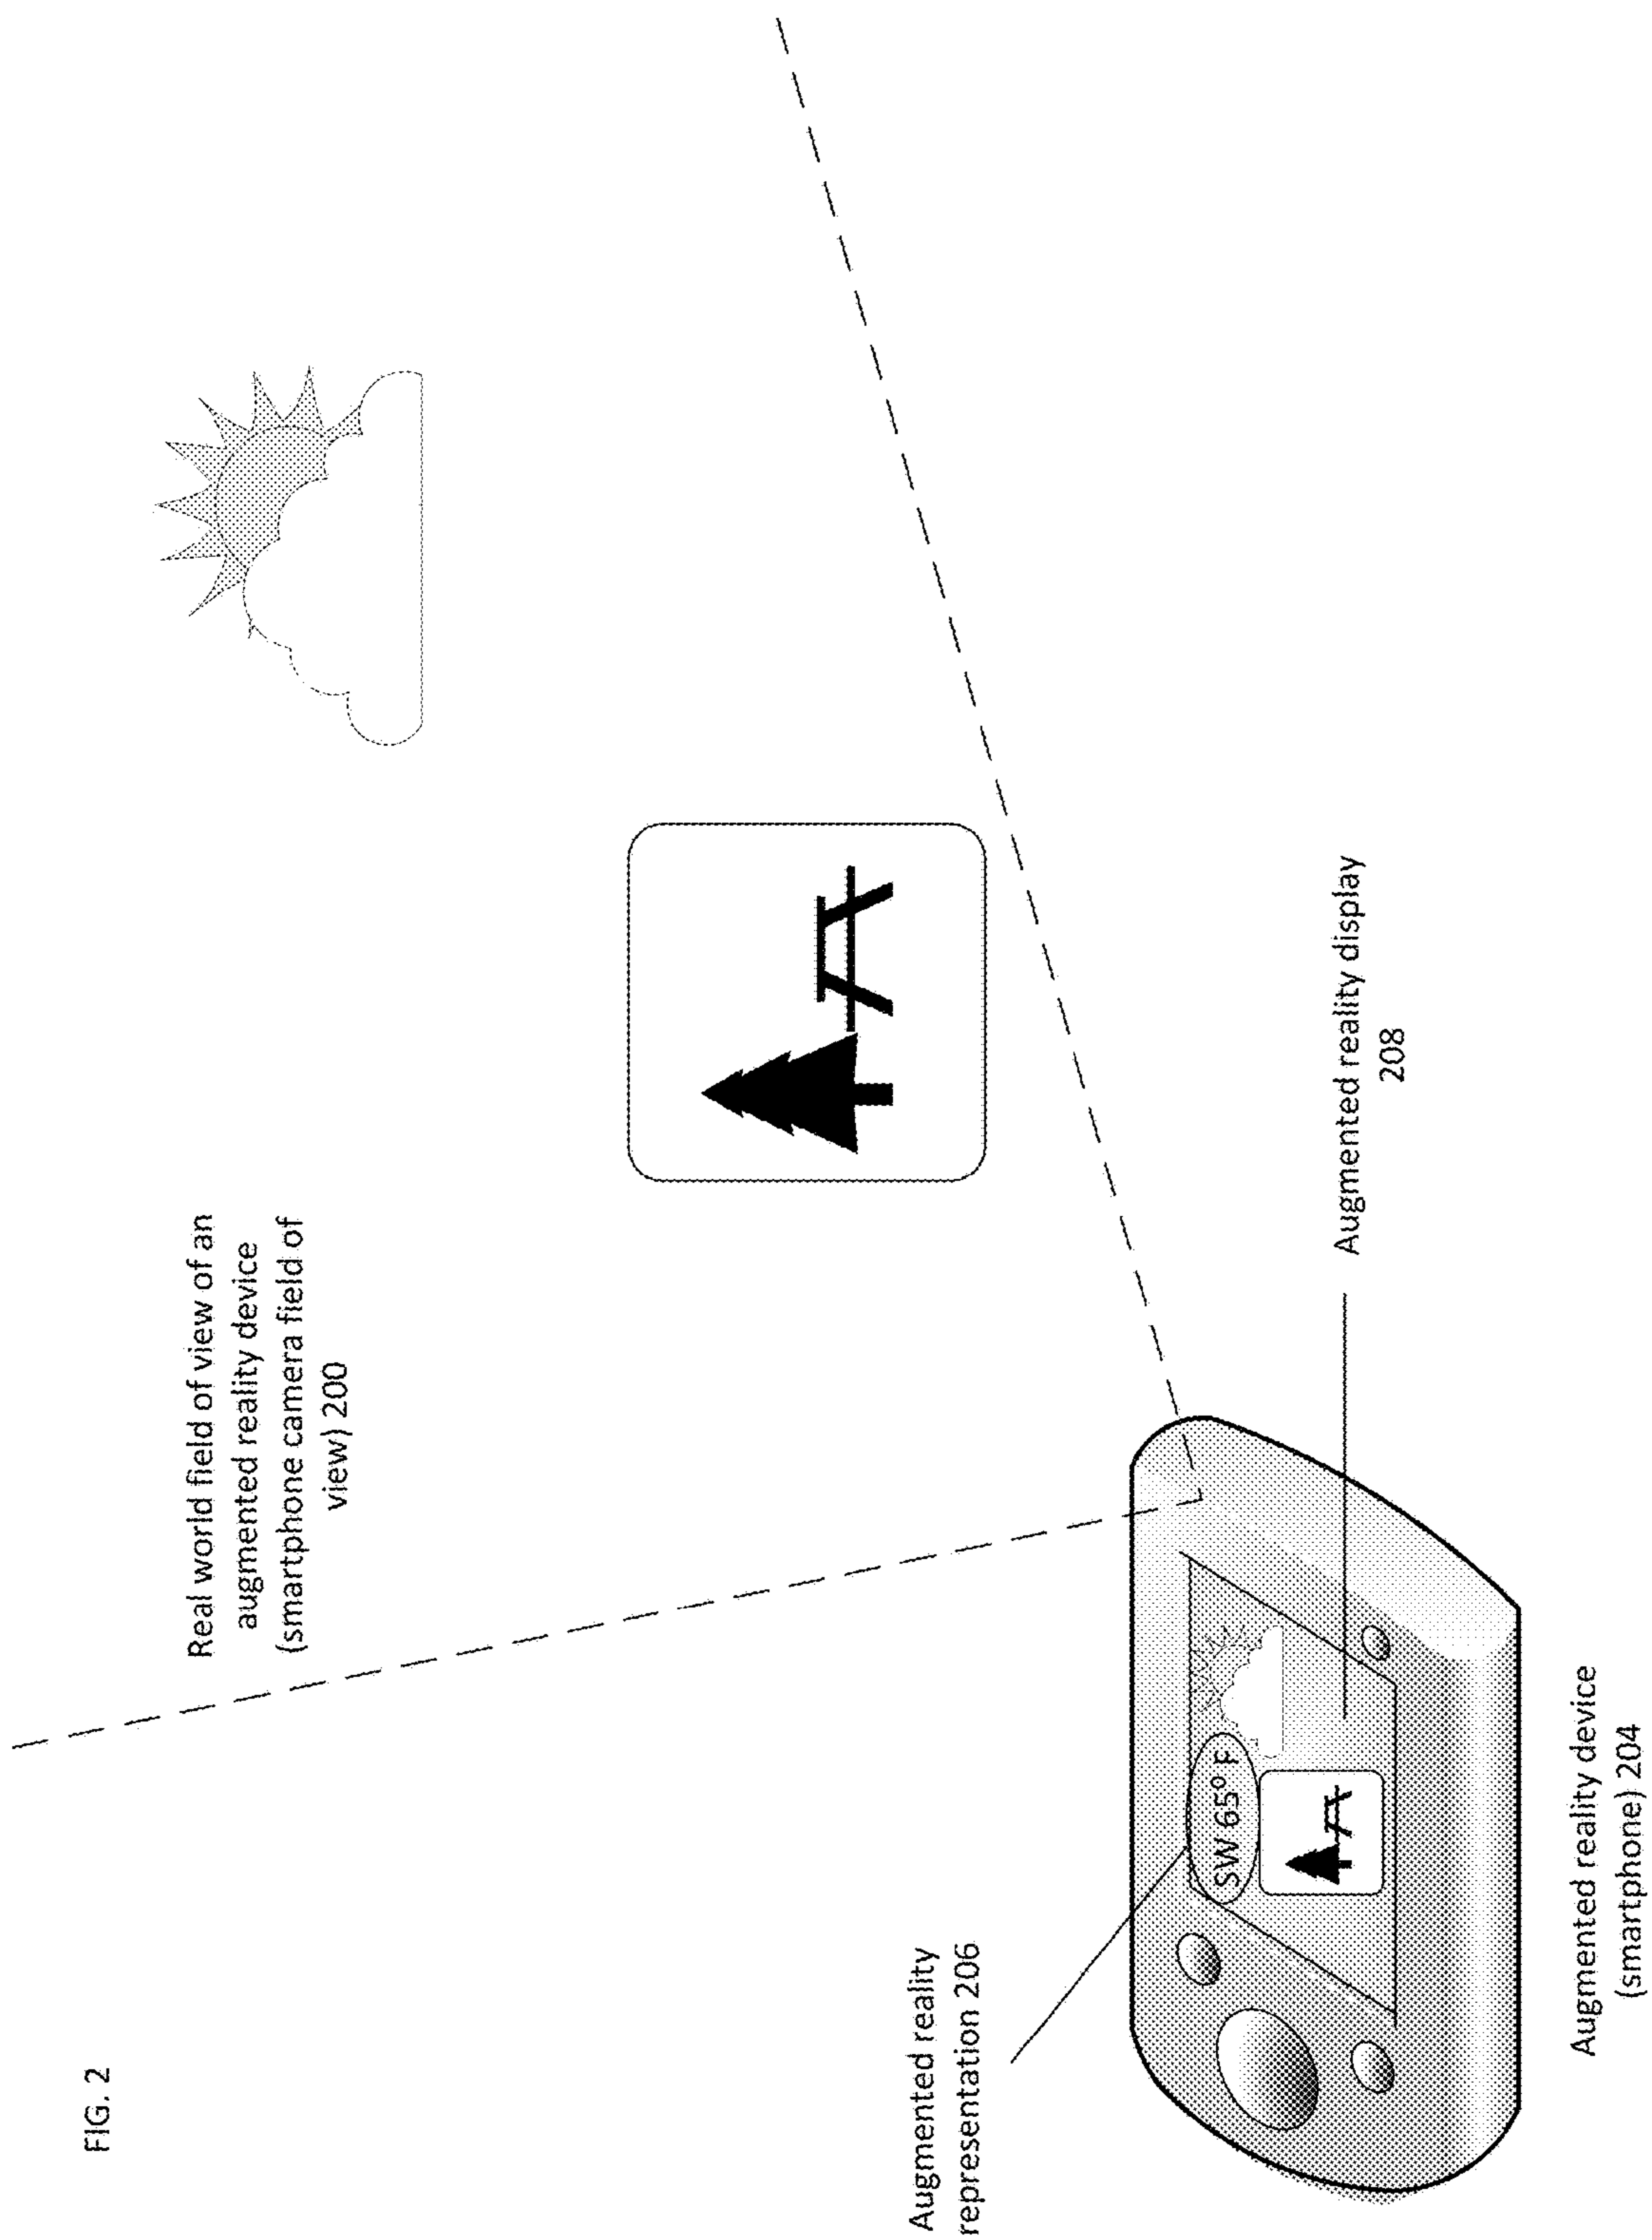 FIG. 2
Real world field of view of an
augmented reality device
(smartphone camera field of
view) 200
Augmented reality
representation 206
SW 65° F
Augmented reality display
208
Augmented reality device
(smartphone) 204